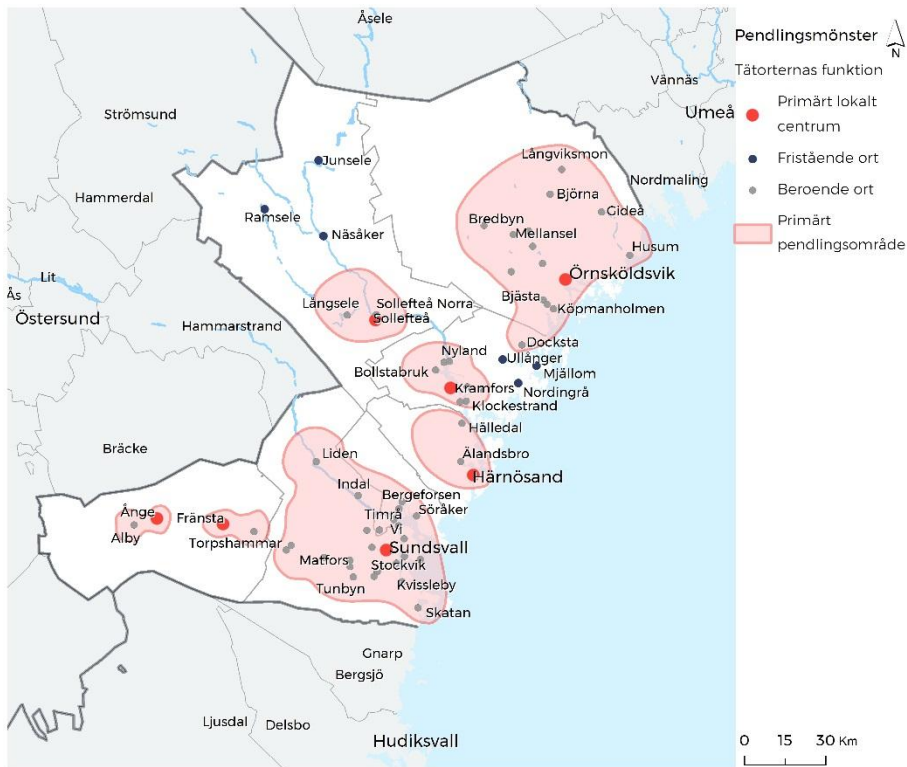 Pendlingsmönster
N
Tätorternas funktion
Primärt lokalt
centrum
Fristående ort
Beroende ort
Primärt
pendlingsområde
Åsele
Vännäs
Strömsund
Umeå
Junsele
Långviksmon
Nordmaling
Hammerdal
Björna
Ramsele
Gideå
Bredbyn
Näsåker
Mellansel
Husum
Lit
Örnsköldsvik
Ås
Långsele
Sollefteå Norra
Bjästa
Östersund
Sollefteå
Köpmanholmen
Hammarstrand
Docksta
Nyland
Ullånger
Bollstabruk
Mjällom
Kramfors
Nordingrå
Klockestrand
Hälledal
Bräcke
Liden
Älandsbro
Härnösand
Indal
Bergeforsen
Ånge
Fränsta
Söråker
Timrå
Vi
Alby
Torpshammar
Sundsvall
Matfors
Stockvik
Tunbyn
Kvissleby
Skatan
Gnarp
Bergsjö
Ljusdal
Delsbo
Hudiksvall
0 15 30 Km